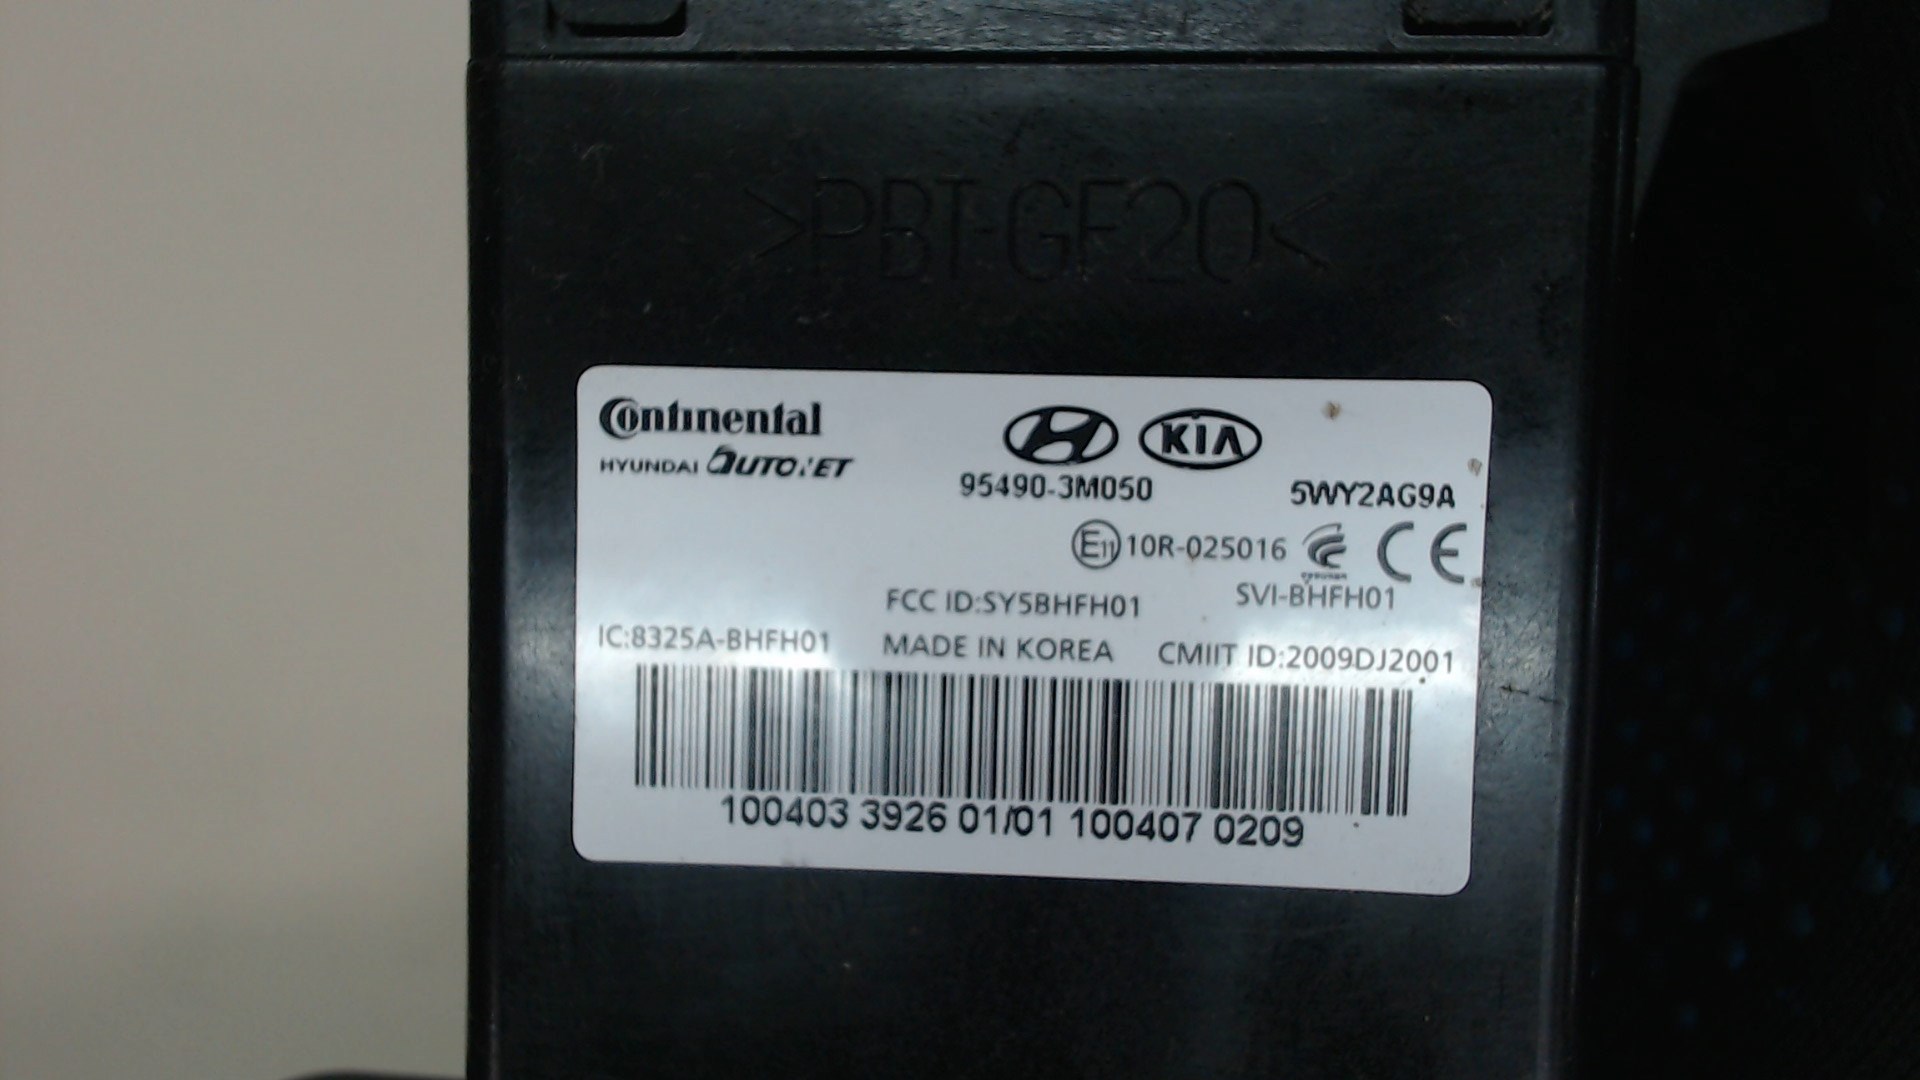 >PBT-GF20<
Continental
HYUNDAI AUTONET
KIA
95490-3M050
5WY2AG9A
E11 10R-025016 CE
FCC ID:SY5BHFH01
SVI-BHFH01
IC:8325A-BHFH01
MADE IN KOREA
CMIIT ID:2009DJ2001
100403 3926 01/01 100407 0209